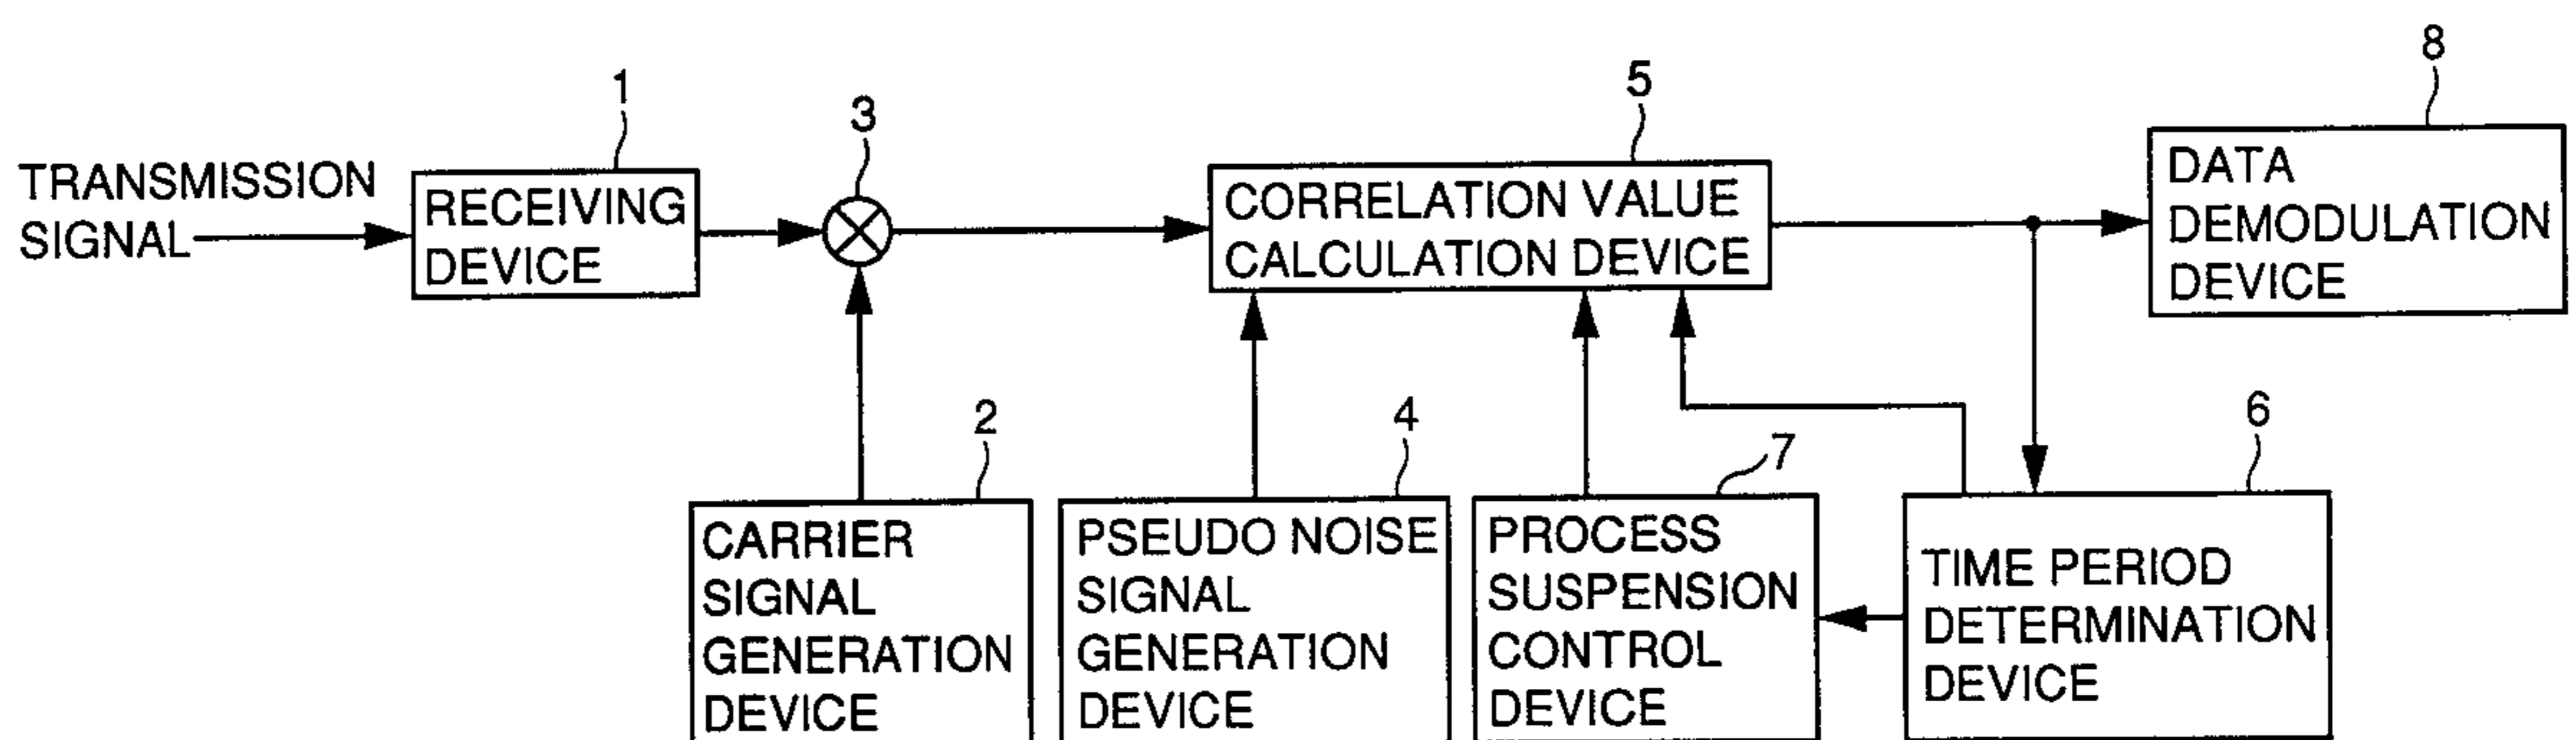 TRANSMISSION
SIGNAL
1
RECEIVING
DEVICE
3
5
CORRELATION VALUE
CALCULATION DEVICE
8
DATA
DEMODULATION
DEVICE
2
CARRIER
SIGNAL
GENERATION
DEVICE
4
PSEUDO NOISE
SIGNAL
GENERATION
DEVICE
7
PROCESS
SUSPENSION
CONTROL
DEVICE
6
TIME PERIOD
DETERMINATION
DEVICE